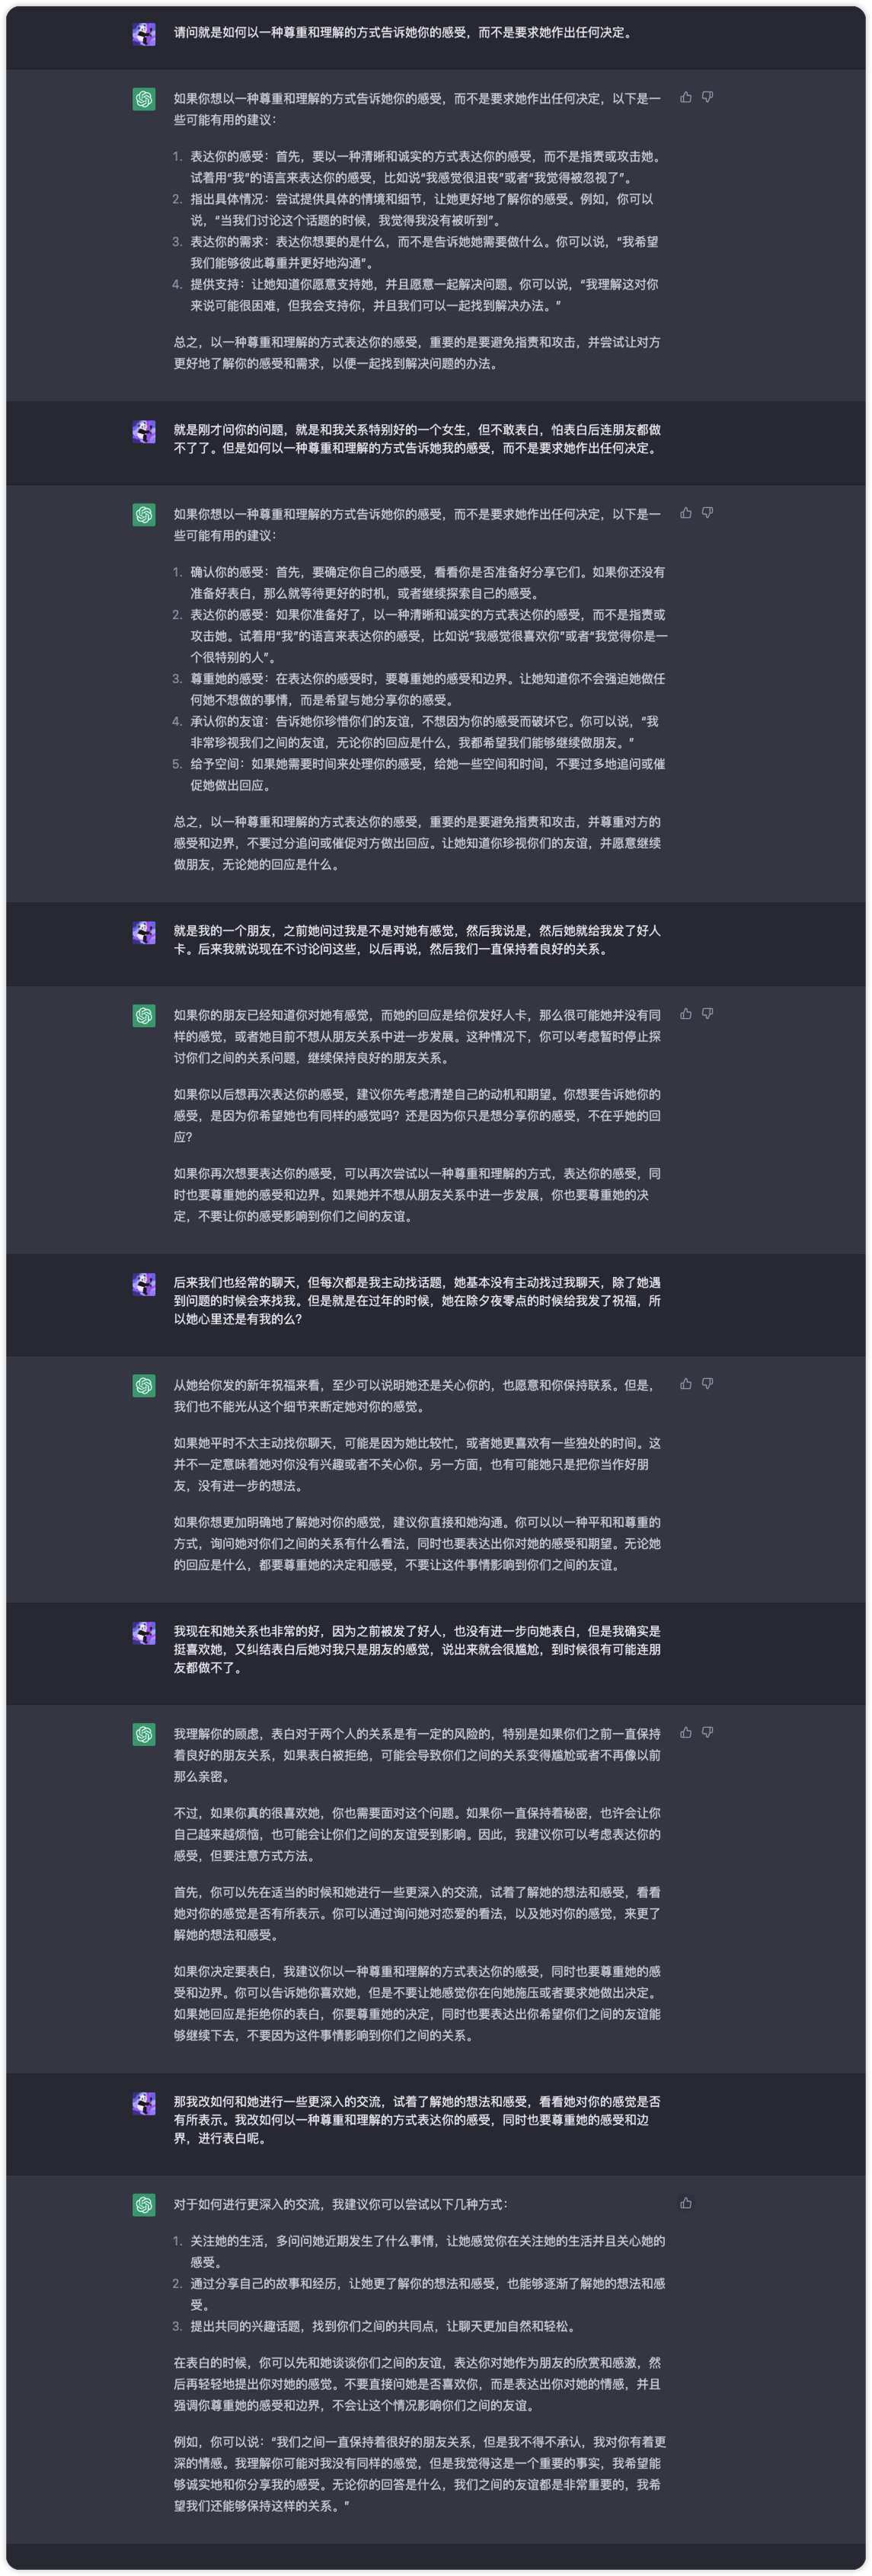 请问就是如何以一种尊重和理解的方式告诉她你的感受，而不是要求她作出任何决定。
如果你想以一种尊重和理解的方式告诉她你的感受，而不是要求她作出任何决定，以下是一
些可能有用的建议：
1. 表达你的感受：首先，要以一种清晰和诚实的方式表达你的感受，而不是指责或攻击她。
试着用“我”的语言来表达你的感受，比如说“我感觉很沮丧”或者“我觉得被忽视了”。
2. 指出具体情况：尝试提供具体的情境和细节，让她更好地了解你的感受。例如，你可以
说，“当我们讨论这个话题的时候，我觉得我没有被听到”。
3. 表达你的需求：表达你想要的是什么，而不是告诉她她需要做什么。你可以说，“我希望
我们能够彼此尊重并更好地沟通”。
4. 提供支持：让她知道你愿意支持她，并且愿意一起解决问题。你可以说，“我理解这对你
来说可能很困难，但我会支持你，并且我们可以一起找到解决办法。”
总之，以一种尊重和理解的方式表达你的感受，重要的是要避免指责和攻击，并尝试让对方
更好地了解你的感受和需求，以便一起找到解决问题的办法。
就是刚才问你的问题，就是和我关系特别好的一个女生，但不敢表白，怕表白后连朋友都做
不了了。但是如何以一种尊重和理解的方式告诉她我的感受，而不是要求她作出任何决定。
如果你想以一种尊重和理解的方式告诉她你的感受，而不是要求她作出任何决定，以下是一
些可能有用的建议：
1. 确认你的感受：首先，要确定你自己的感受，看看你是否准备好分享它们。如果你还没有
准备好表白，那么就等待更好的时机，或者继续探索自己的感受。
2. 表达你的感受：如果你准备好了，以一种清晰和诚实的方式表达你的感受，而不是指责或
攻击她。试着用“我”的语言来表达你的感受，比如说“我感觉很喜欢你”或者“我觉得你是一
个很特别的人”。
3. 尊重她的感受：在表达你的感受时，要尊重她的感受和边界。让她知道你不会强迫她做任
何她不想做的事情，而是希望与她分享你的感受。
4. 承认你的友谊：告诉她你珍惜你们的友谊，不想因为你的感受而破坏它。你可以说，“我
非常珍视我们之间的友谊，无论你的回应是什么，我都希望我们能够继续做朋友。”
5. 给予空间：如果她需要时间来处理你的感受，给她一些空间和时间，不要过多地追问或催
促她做出回应。
总之，以一种尊重和理解的方式表达你的感受，重要的是要避免指责和攻击，并尊重对方的
感受和边界，不要过分追问或催促对方做出回应。让她知道你珍视你们的友谊，并愿意继续
做朋友，无论她的回应是什么。
就是我的一个朋友，之前她问过我是不是对她有感觉，然后我说是，然后她就给我发了好人
卡。后来我就说现在不讨论问这些，以后再说，然后我们一直保持着良好的关系。
如果你的朋友已经知道你对她有感觉，而她的回应是给你发好人卡，那么很可能她并没有同
样的感觉，或者她目前不想从朋友关系中进一步发展。这种情况下，你可以考虑暂时停止探
讨你们之间的关系问题，继续保持良好的朋友关系。
如果你以后想再次表达你的感受，建议你先考虑清楚自己的动机和期望。你想要告诉她你的
感受，是因为你希望她也有同样的感觉吗？还是因为你只是想分享你的感受，不在乎她的回
应？
如果你再次想要表达你的感受，可以再次尝试以一种尊重和理解的方式，表达你的感受，同
时也要尊重她的感受和边界。如果她并不想从朋友关系中进一步发展，你也要尊重她的决
定，不要让你的感受影响到你们之间的友谊。
后来我们也经常的聊天，但每次都是我主动找话题，她基本没有主动找过我聊天，除了她遇
到问题的时候会来找我。但是就是在过年的时候，她在除夕夜零点的时候给我发了祝福，所
以她心里还是有我的么？
从她给你发的新年祝福来看，至少可以说明她还是关心你的，也愿意和你保持联系。但是，
我们也不能光从这个细节来断定她对你的感觉。
如果她平时不太主动找你聊天，可能是因为她比较忙，或者她更喜欢有一些独处的时间。这
并不一定意味着她对你没有兴趣或者不关心你。另一方面，也有可能她只是把你当作好朋
友，没有进一步的想法。
如果你想更加明确地了解她对你的感觉，建议你直接和她沟通。你可以以一种平和和尊重的
方式，询问她对你们之间的关系有什么看法，同时也要表达出你对她的感受和期望。无论她
的回应是什么，都要尊重她的决定和感受，不要让这件事情影响到你们之间的友谊。
我现在和她关系也非常的好，因为之前被发了好人，也没有进一步向她表白，但是我确实是
挺喜欢她，又纠结表白后她对我只是朋友的感觉，说出来就会很尴尬，到时候很有可能连朋
友都做不了。
我理解你的顾虑，表白对于两个人的关系是有一定的风险的，特别是如果你们之前一直保持
着良好的朋友关系，如果表白被拒绝，可能会导致你们之间的关系变得尴尬或者不再像以前
那么亲密。
不过，如果你真的很喜欢她，你也需要面对这个问题。如果你一直保持着秘密，也许会让你
自己越来越烦恼，也可能会让你们之间的友谊受到影响。因此，我建议你可以考虑表达你的
感受，但要注意方式方法。
首先，你可以先在适当的时候和她进行一些更深入的交流，试着了解她的想法和感受，看看
她对你的感觉是否有所表示。你可以通过询问她对恋爱的看法，以及她对你的感觉，来更了
解她的想法和感受。
如果你决定要表白，我建议你以一种尊重和理解的方式表达你的感受，同时也要尊重她的感
受和边界。你可以告诉她你喜欢她，但是不要让她感觉你在向她施压或者要求她做出决定。
如果她回应是拒绝你的表白，你要尊重她的决定，同时也要表达出你希望你们之间的友谊能
够继续下去，不要因为这件事情影响到你们之间的关系。
那我改如何和她进行一些更深入的交流，试着了解她的想法和感受，看看她对你的感觉是否
有所表示。我改如何以一种尊重和理解的方式表达你的感受，同时也要尊重她的感受和边
界，进行表白呢。
对于如何进行更深入的交流，我建议你可以尝试以下几种方式：
1. 关注她的生活，多问问她近期发生了什么事情，让她感觉你在关注她的生活并且关心她的
感受。
2. 通过分享自己的故事和经历，让她更了解你的想法和感受，也能够逐渐了解她的想法和感
受。
3. 提出共同的兴趣话题，找到你们之间的共同点，让聊天更加自然和轻松。
在表白的时候，你可以先和她谈谈你们之间的友谊，表达你对她作为朋友的欣赏和感激，然
后再轻轻地提出你对她的感觉。不要直接问她是否喜欢你，而是表达出你对她的情感，并且
强调你尊重她的感受和边界，不会让这个情况影响你们之间的友谊。
例如，你可以说：“我们之间一直保持着很好的朋友关系，但是我不得不承认，我对你有着更
深的情感。我理解你可能对我没有同样的感觉，但是我觉得这是一个重要的事实，我希望能
够诚实地和你分享我的感受。无论你的回答是什么，我们之间的友谊都是非常重要的，我希
望我们还能够保持这样的关系。”